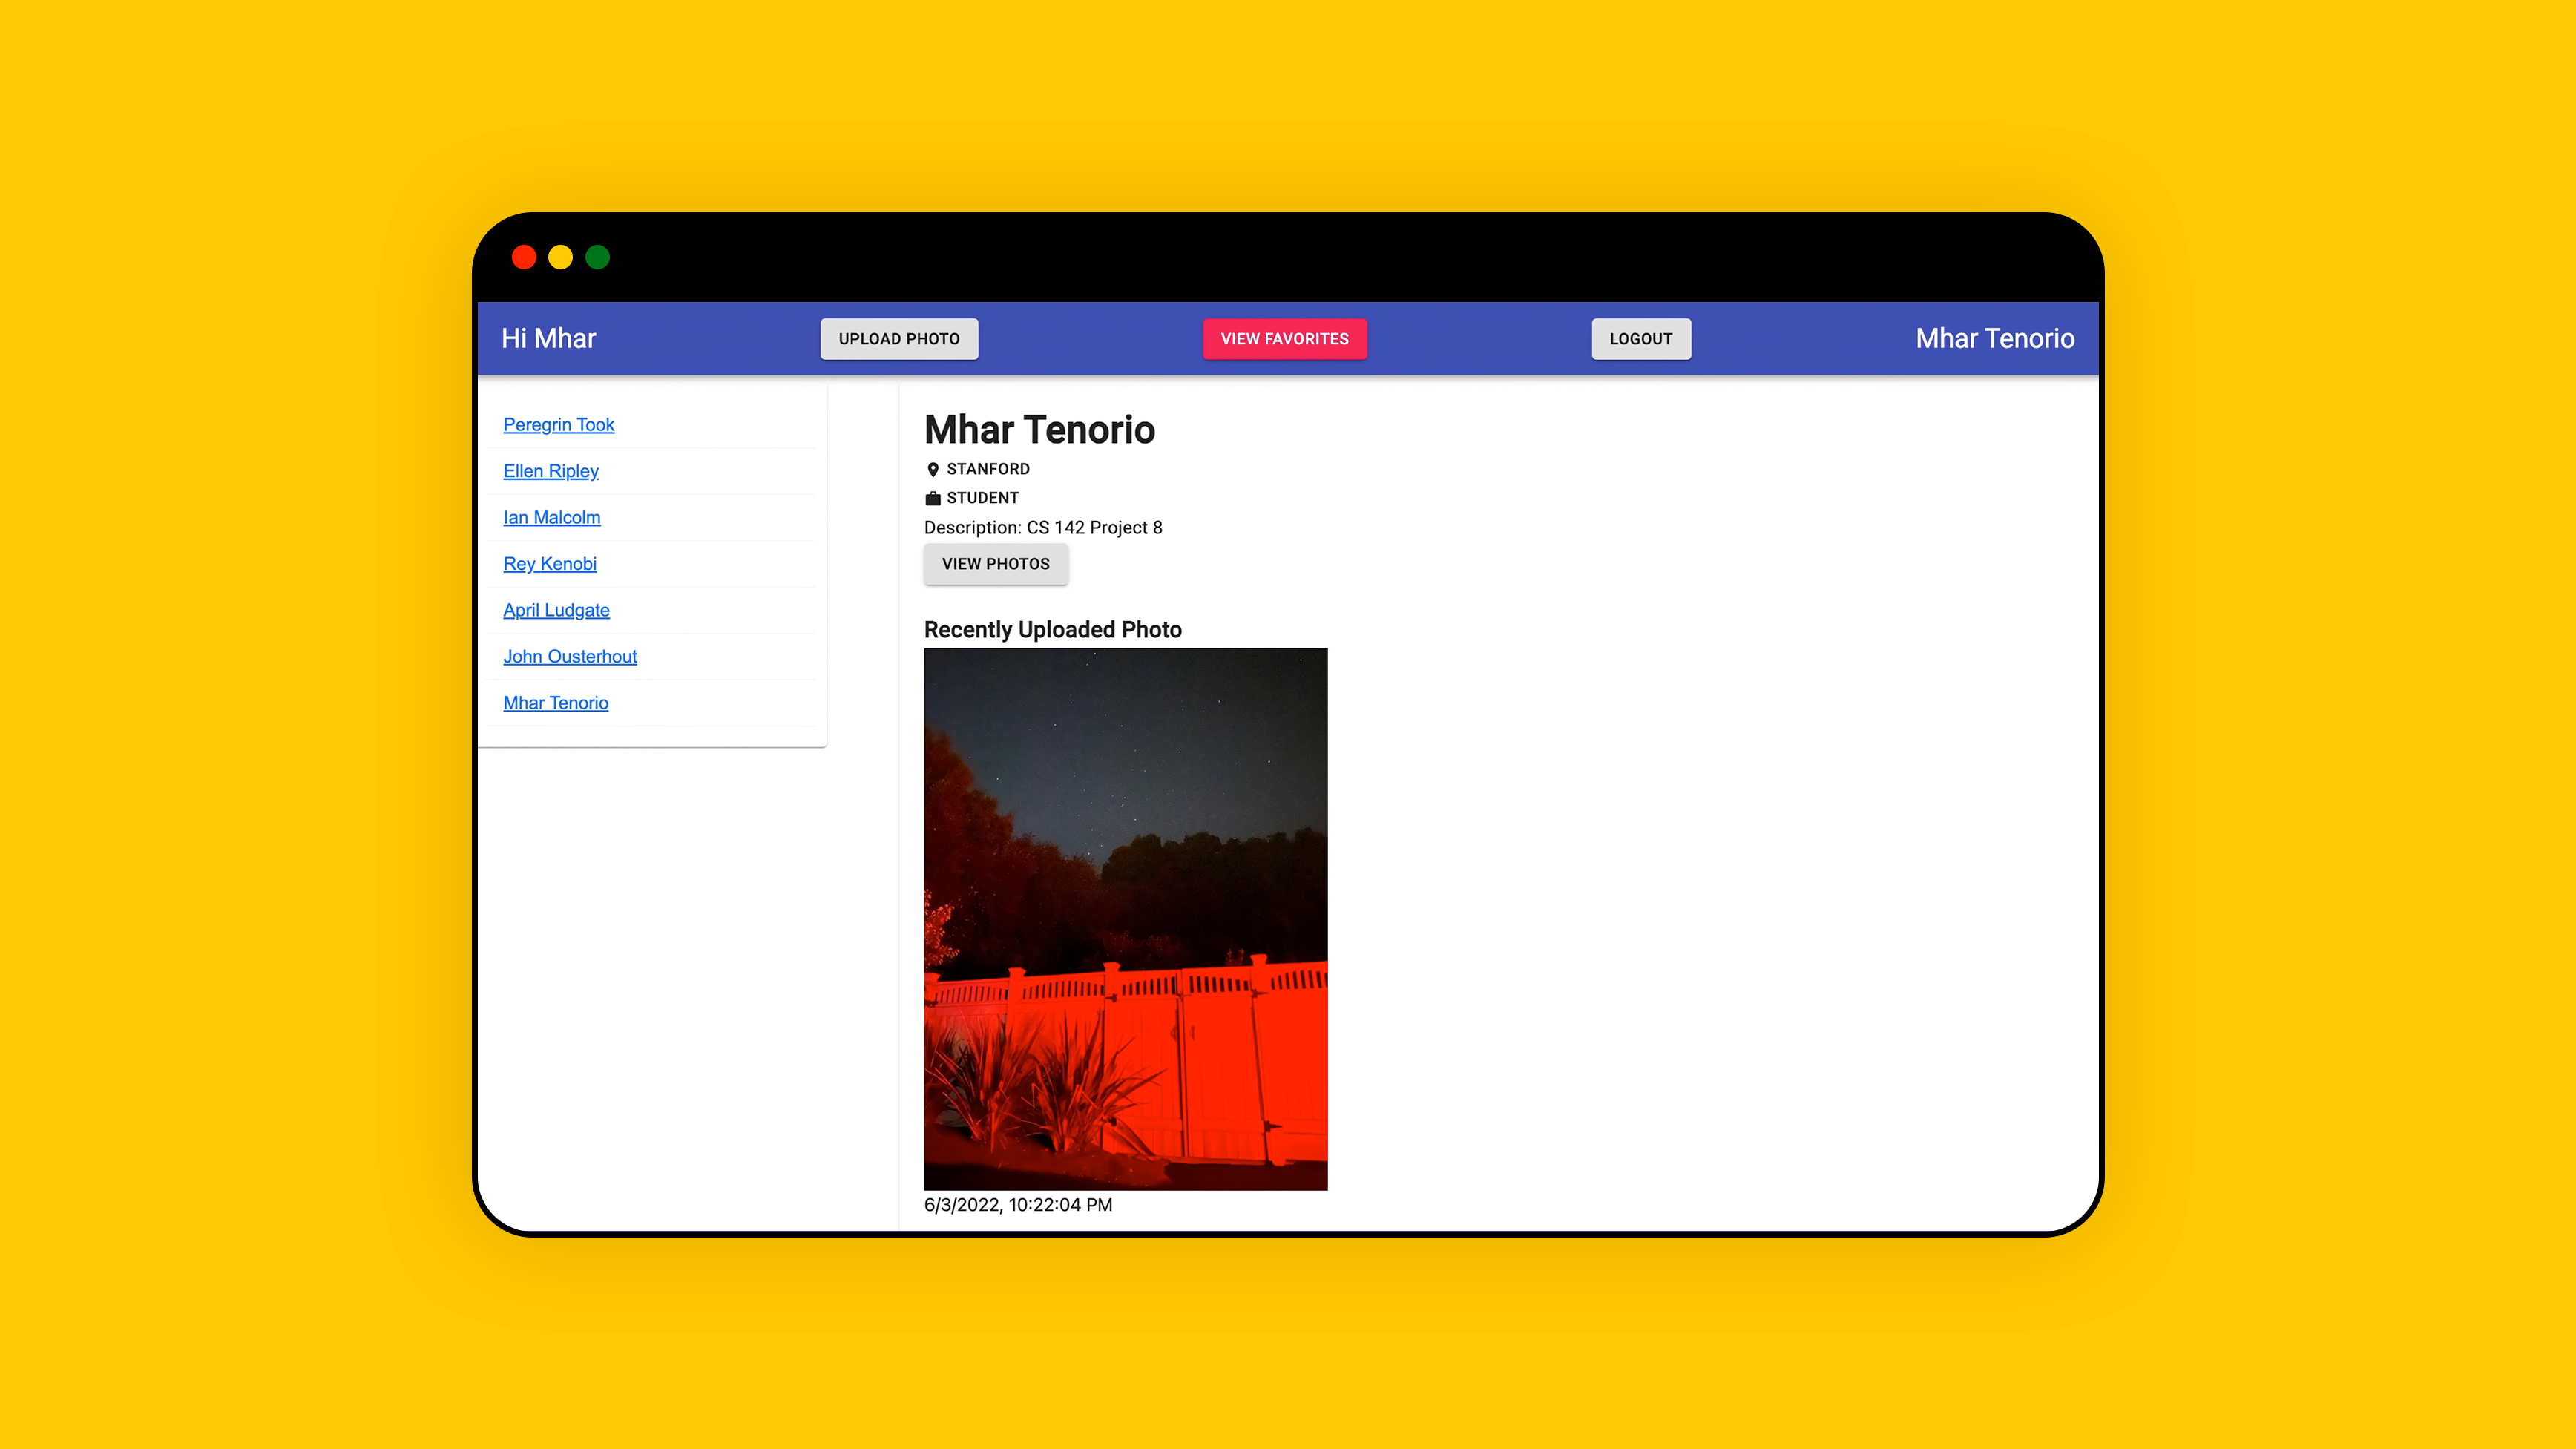 Hi Mhar
UPLOAD PHOTO
VIEW FAVORITES
LOGOUT
Mhar Tenorio
Peregrin Took
Ellen Ripley
Ian Malcolm
Rey Kenobi
April Ludgate
John Ousterhout
Mhar Tenorio
Mhar Tenorio
STANFORD
STUDENT
Description: CS 142 Project 8
VIEW PHOTOS
Recently Uploaded Photo
6/3/2022, 10:22:04 PM